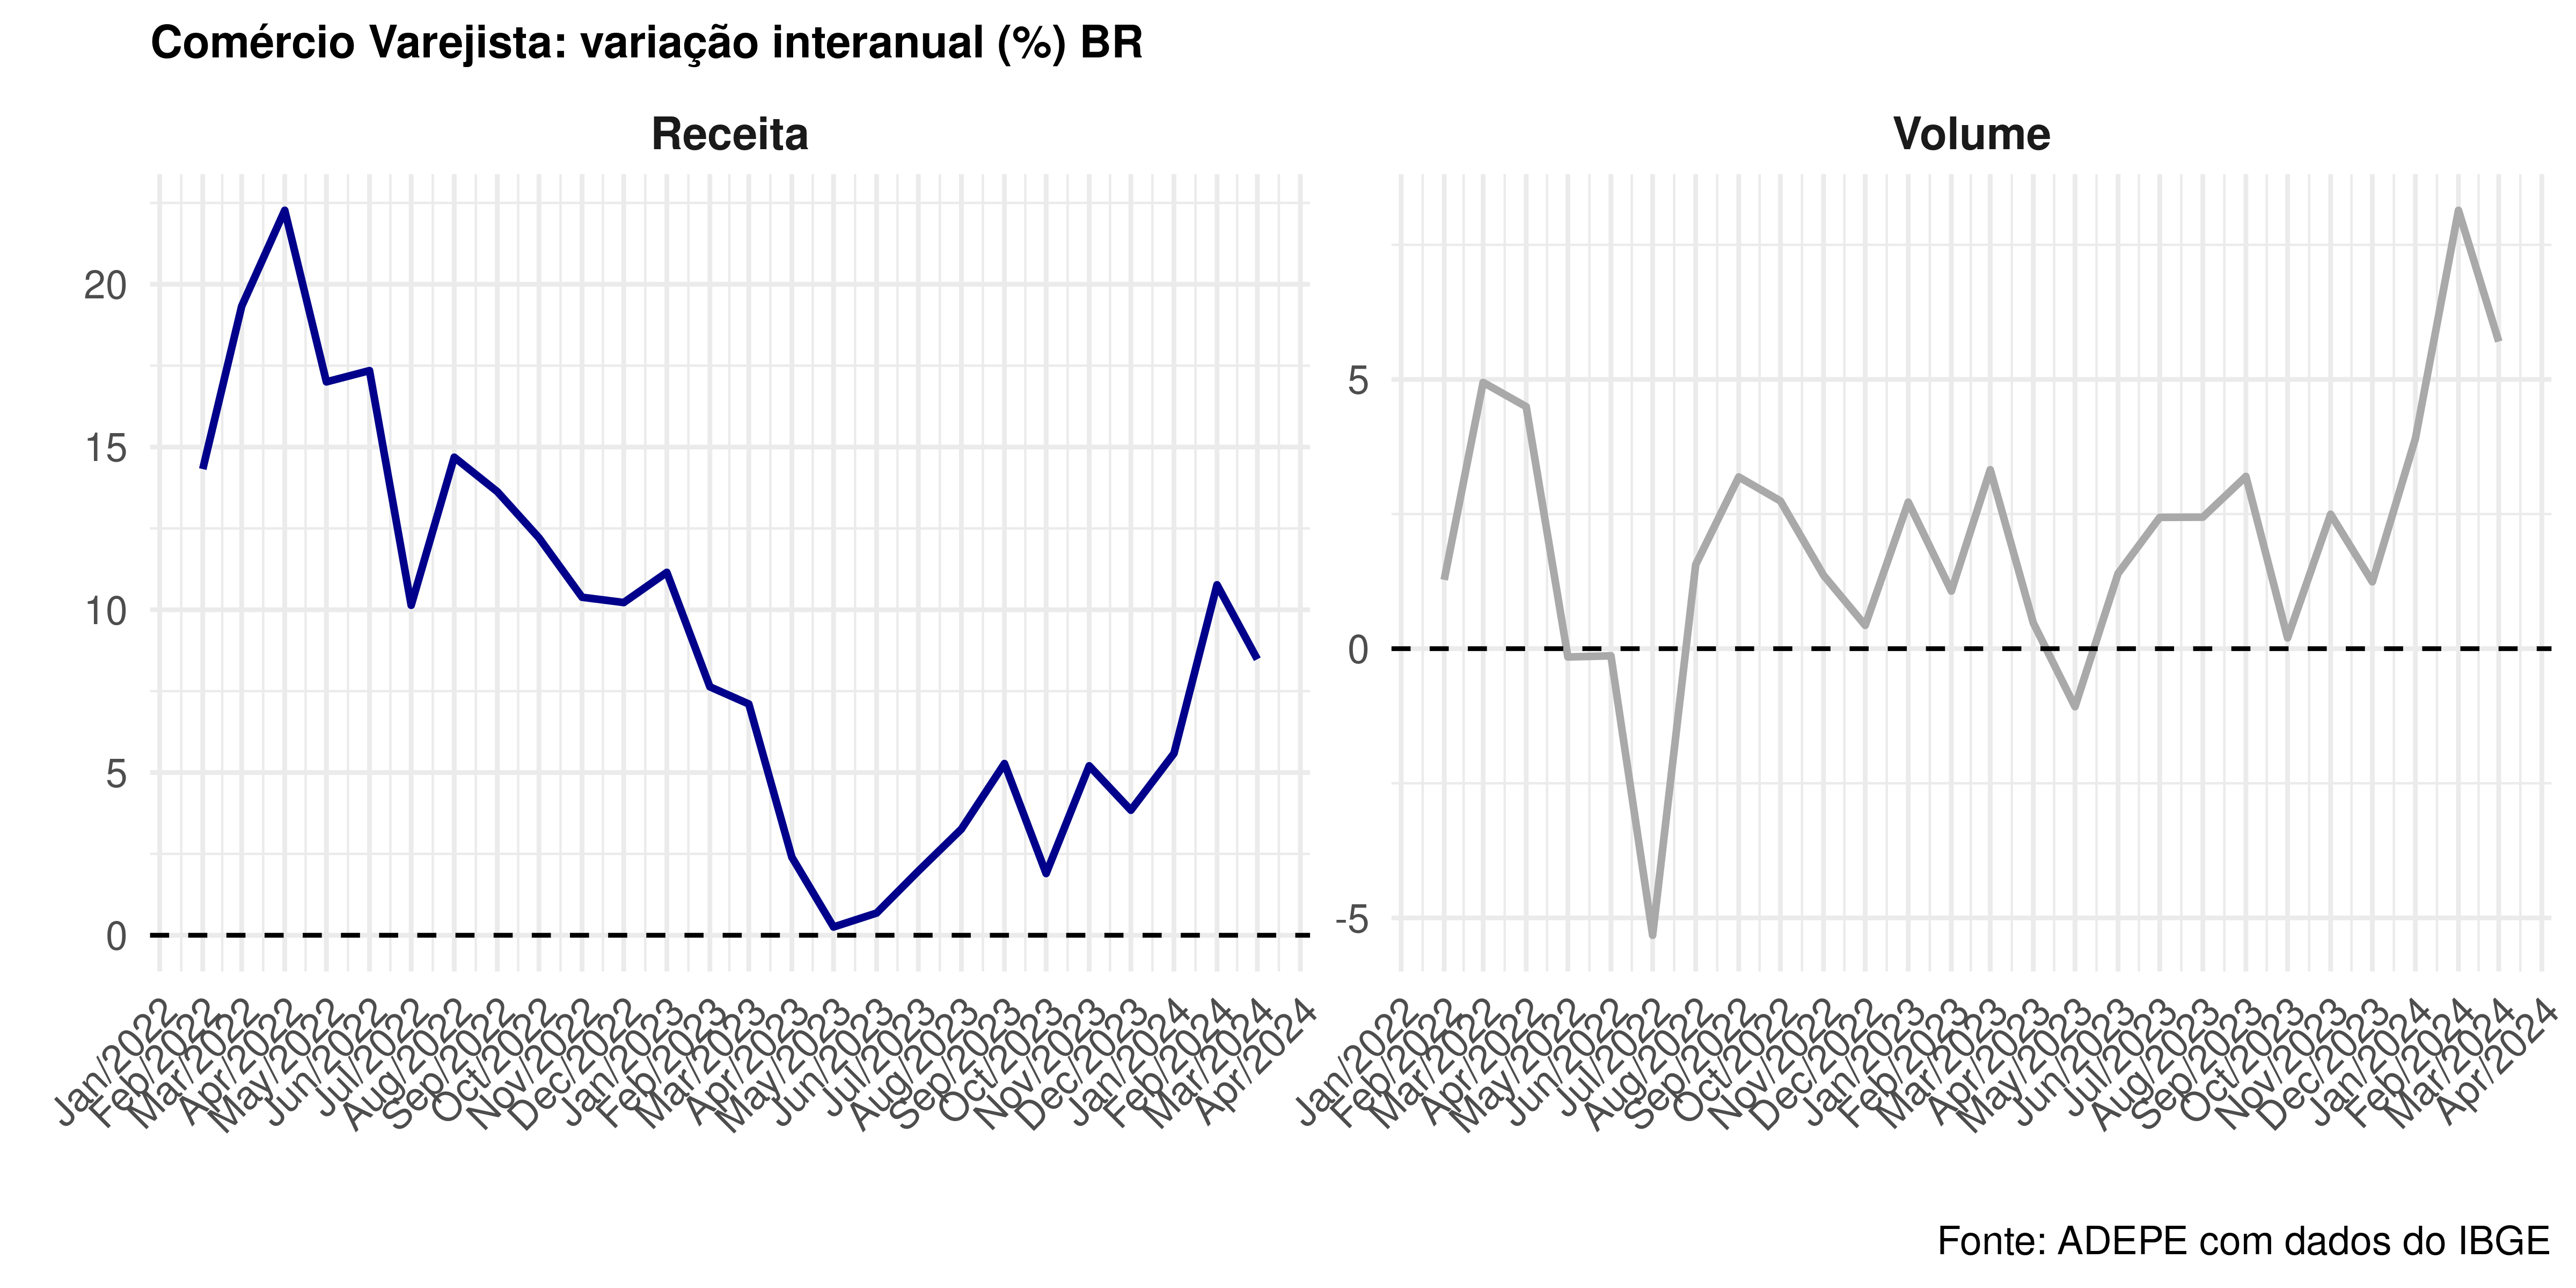 Comércio Varejista: variação interanual (%) BR
Receita
20
15
10
5
0
Jan/2022
Feb/2022
Mar/2022
Apr/2022
May/2022
Jun/2022
Jul/2022
Aug/2022
Sep/2022
Oct/2022
Nov/2022
Dec/2022
Jan/2023
Feb/2023
Mar/2023
Apr/2023
May/2023
Jun/2023
Jul/2023
Aug/2023
Sep/2023
Oct/2023
Nov/2023
Dec/2023
Jan/2024
Feb/2024
Mar/2024
Apr/2024
Volume
5
0
-5
Jan/2022
Feb/2022
Mar/2022
Apr/2022
May/2022
Jun/2022
Jul/2022
Aug/2022
Sep/2022
Oct/2022
Nov/2022
Dec/2022
Jan/2023
Feb/2023
Mar/2023
Apr/2023
May/2023
Jun/2023
Jul/2023
Aug/2023
Sep/2023
Oct/2023
Nov/2023
Dec/2023
Jan/2024
Feb/2024
Mar/2024
Apr/2024
Fonte: ADEPE com dados do IBGE